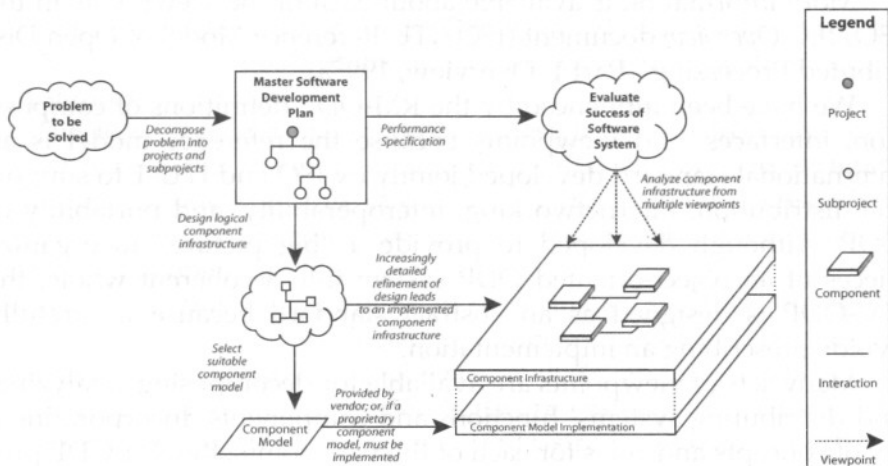 Legend
Problem
to be
Solved
Decompose
problem into
projects and
subprojects
Master Software
Development
Plan
Performance
Specification
Evaluate
Success of
Software
System
Project
Subproject
Component
Interaction
Viewpoint
Analyze component
infrastructure from
multiple viewpoints
Design logical
component
infrastructure
Increasingly
detailed
refinement of
design leads
to an implemented
component
infrastructure
Select
suitable
component
model
Component Infrastructure
Component Model Implementation
Component
Model
Provided by
vendor; or, if a
proprietary
component
model, must be
implemented